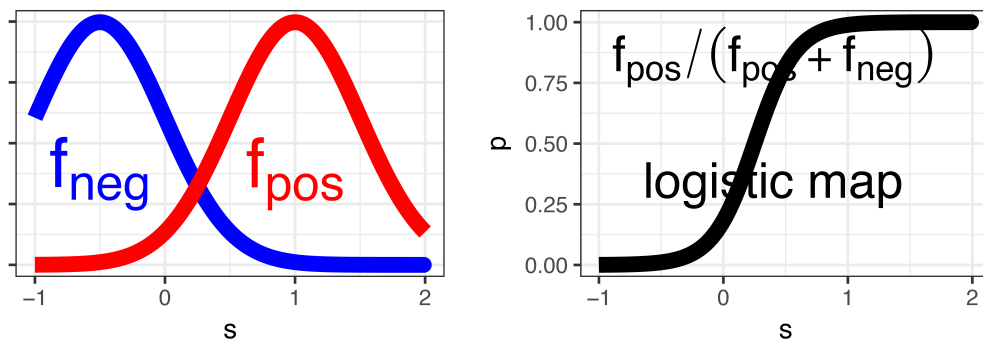 f_neg
f_pos
−1 0 1 2
s
1.00
0.75
0.50
0.25
0.00
p
f_pos/(f_pos + f_neg)
logistic map
−1 0 1 2
s